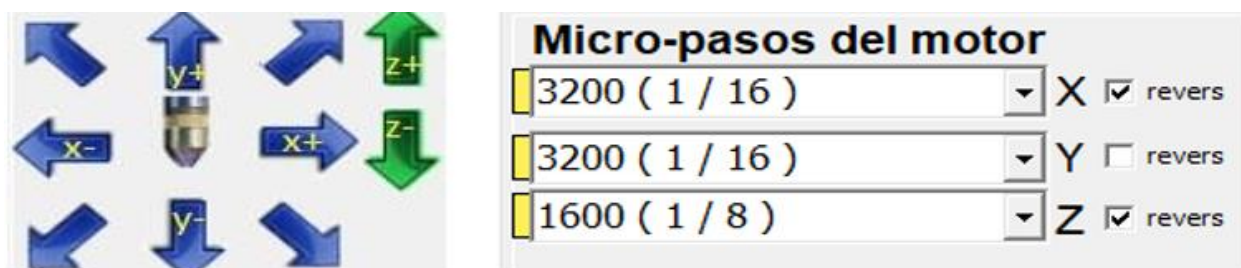 y+
z+
x-
x+
z-
y-
Micro-pasos del motor
3200 ( 1 / 16 ) X revers
3200 ( 1 / 16 ) Y revers
1600 ( 1 / 8 ) Z revers